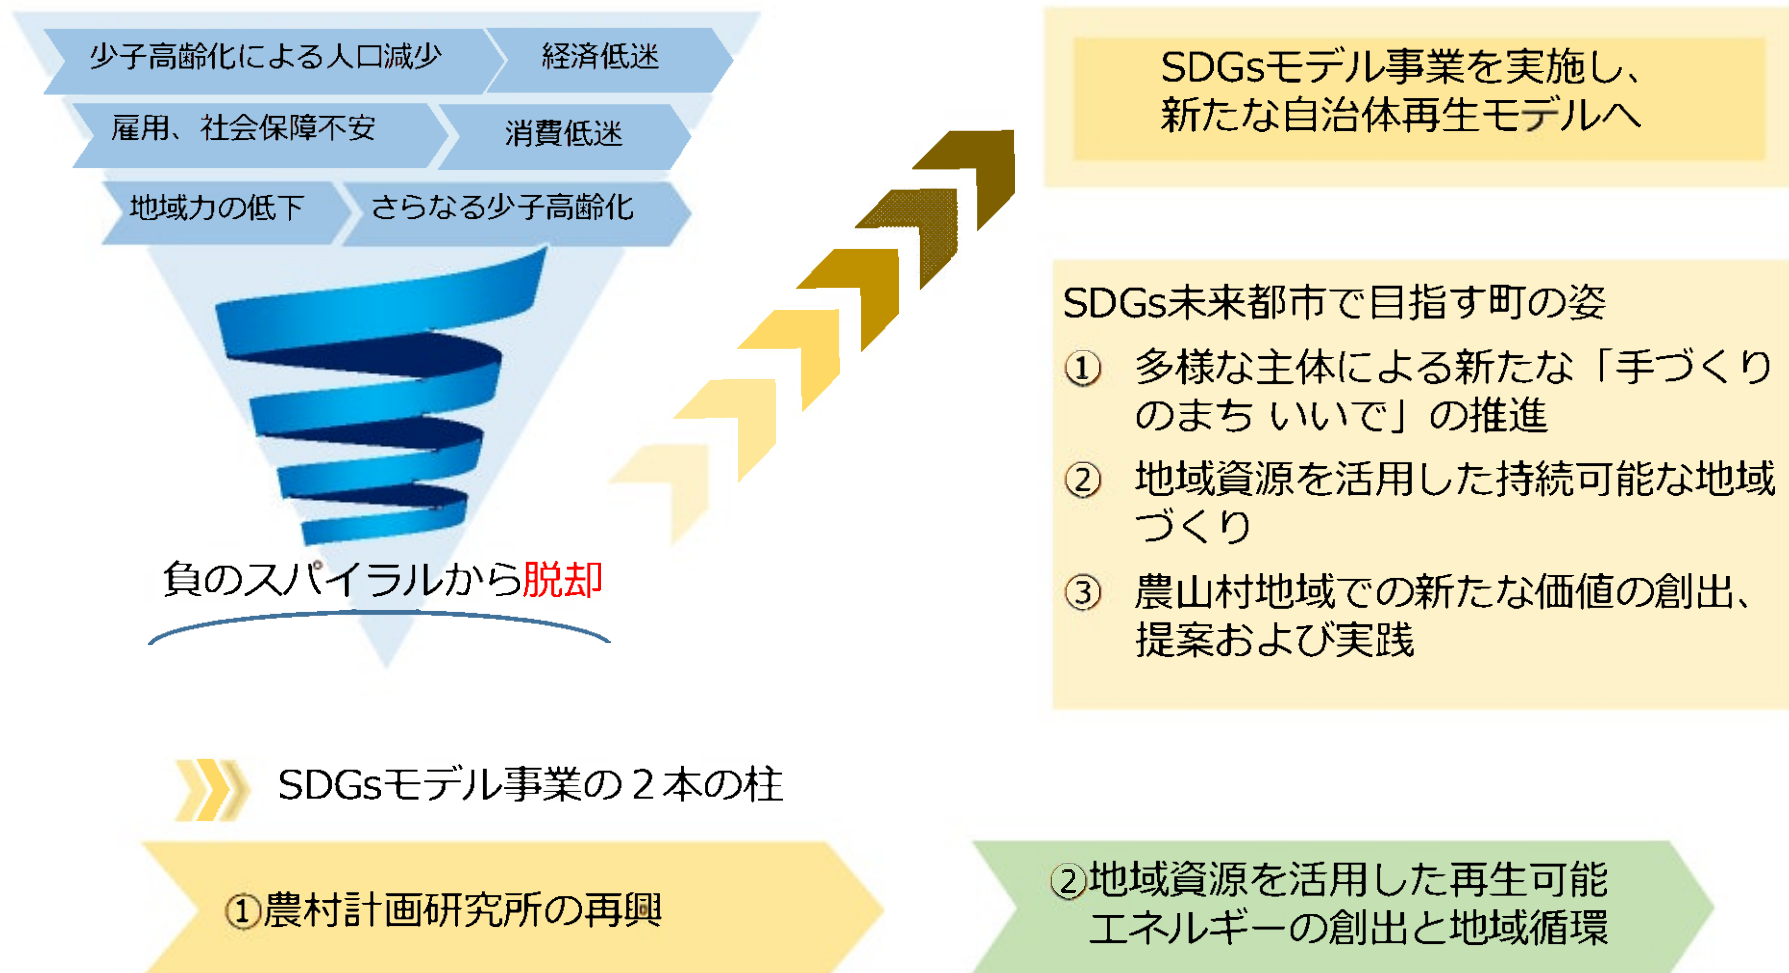 少子高齢化による人口減少
経済低迷
雇用、社会保障不安
消費低迷
地域力の低下
さらなる少子高齢化
負のスパイラルから脱却
SDGsモデル事業を実施し、
新たな自治体再生モデルへ
SDGs未来都市で目指す町の姿
① 多様な主体による新たな「手づくり
のまち いいで」の推進
② 地域資源を活用した持続可能な地域
づくり
③ 農山村地域での新たな価値の創出、
提案および実践
SDGsモデル事業の２本の柱
①農村計画研究所の再興
②地域資源を活用した再生可能
エネルギーの創出と地域循環